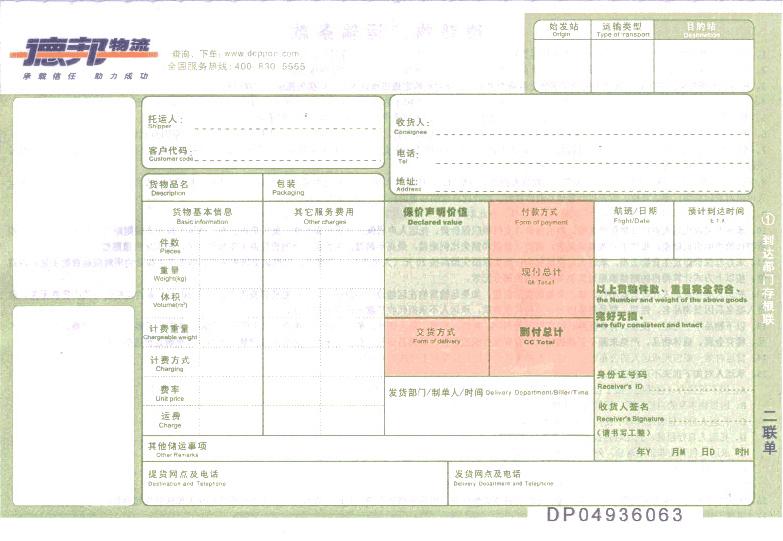 德邦物流
承载信任 助力成功
查询、下单: www.deppon.com
全国服务热线: 400-830-5555
始发站 运输类型 目的站
Origin Type of transport Destination
托运人:
Shipper
客户代码:
Customer code
收货人:
Consignee
电话:
Tel
地址:
Address
货物品名 包装
Description Packaging
货物基本信息 其它服务费用
Basic information Other charges
件数
Pieces
重量
Weight(kg)
体积
Volume(m³)
计费重量
Chargeable weight
计费方式
Charging
费率
Unit price
运费
Charge
保价声明价值
Declared value
付款方式
Form of payment
现付总计
CA Total
交货方式
Form of delivery
到付总计
CC Total
航班/日期 预计到达时间
Flight/Date E T A
以上货物件数、重量完全符合、
the Number and weight of the above goods
完好无损。
are fully consistent and intact
发货部门/制单人/时间 Delivery Department/Biller/Time
身份证号码
Receiver's ID
收货人签名
Receiver's Signature
(请书写工整)
年Y 月M 日D 时H
其他储运事项
Other Remarks
提货网点及电话
Destination and Telephone
发货网点及电话
Delivery Department and Telephone
DP04936063
① 到达部门存根联
二联单